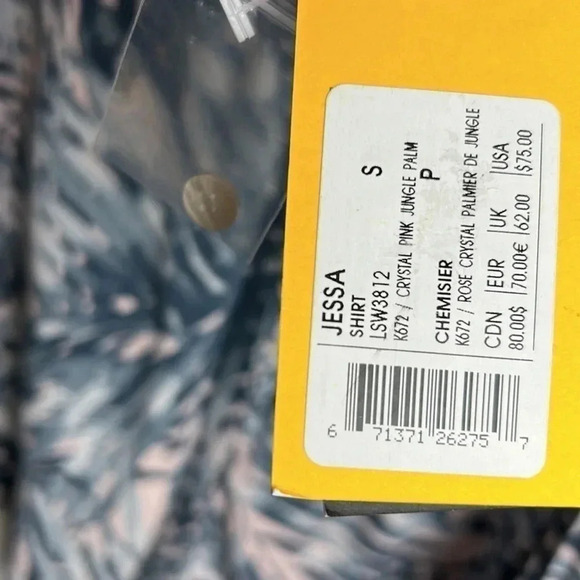 JESSA
SHIRT S
LSW3812
K672 / CRYSTAL PINK JUNGLE PALM
CHEMISIER P
K672 / ROSE CRYSTAL PALMIER DE JUNGLE
CDN EUR UK USA
80.00$ 70.00€ 62.00 $75.00
6 71371 26275 7